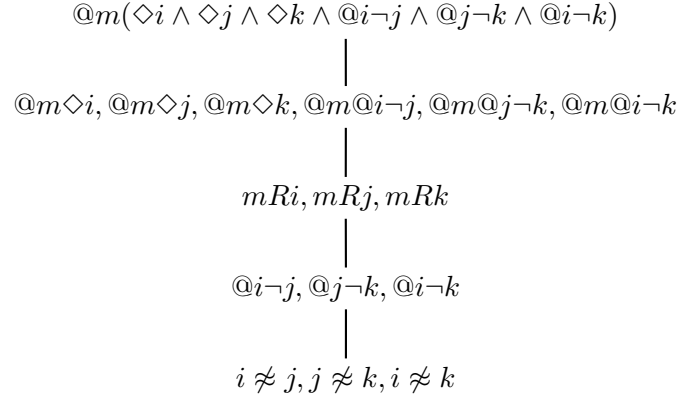 @m(◇i ∧ ◇j ∧ ◇k ∧ @i¬j ∧ @j¬k ∧ @i¬k)
@m◇i, @m◇j, @m◇k, @m@i¬j, @m@j¬k, @m@i¬k
mRi, mRj, mRk
@i¬j, @j¬k, @i¬k
i ≉ j, j ≉ k, i ≉ k